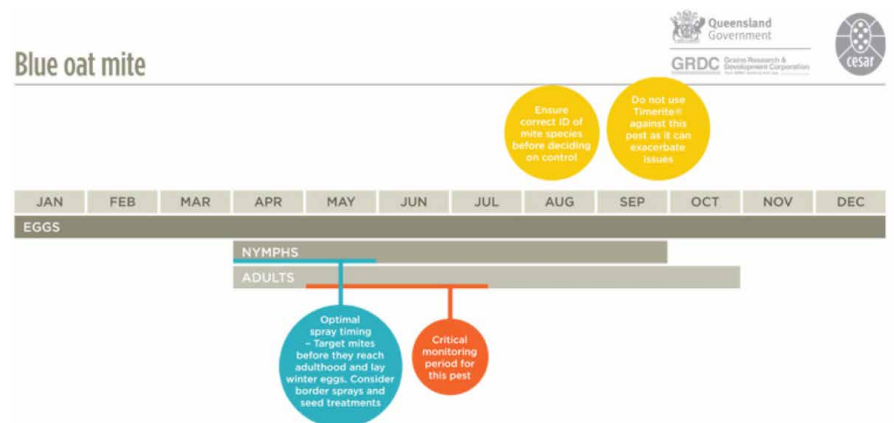 Queensland
Government
GRDC Grains Research &
Development Corporation
cesar
Blue oat mite
Ensure
correct ID of
mite species
before deciding
on control
Do not use
Timerite®
against this
pest as it can
exacerbate
issues
JAN FEB MAR APR MAY JUN JUL AUG SEP OCT NOV DEC
EGGS
NYMPHS
ADULTS
Optimal
spray timing
– Target mites
before they reach
adulthood and lay
winter eggs. Consider
border sprays and
seed treatments
Critical
monitoring
period for
this pest